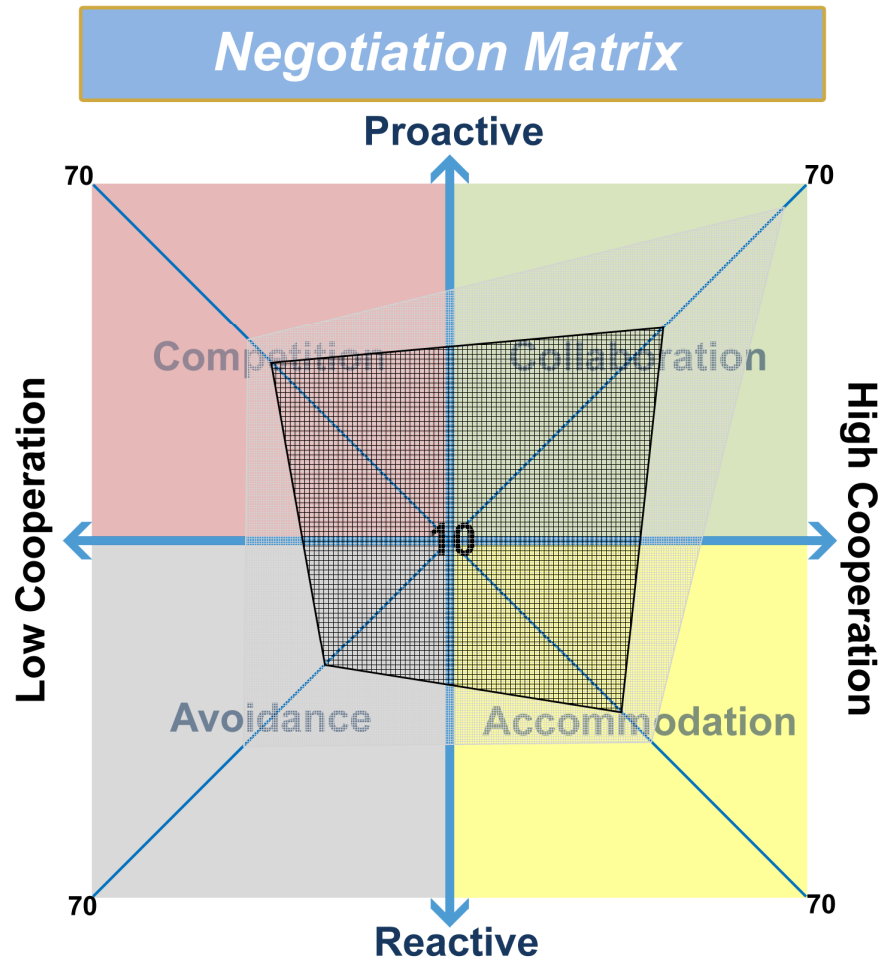 Negotiation Matrix
Proactive
70
70
Competition
Collaboration
Low Cooperation
10
High Cooperation
Avoidance
Accommodation
70
70
Reactive